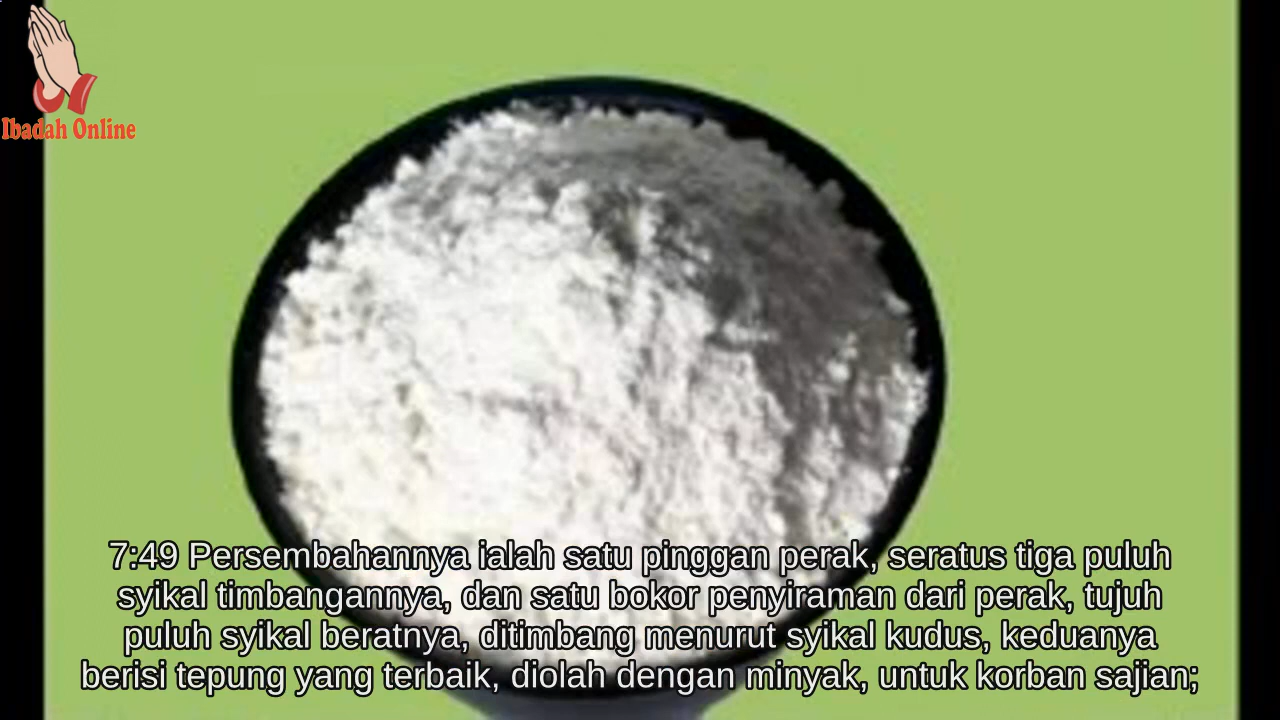 Ibadah Online
7:49 Persembahannya ialah satu pinggan perak, seratus tiga puluh
syikal timbangannya, dan satu bokor penyiraman dari perak, tujuh
puluh syikal beratnya, ditimbang menurut syikal kudus, keduanya
berisi tepung yang terbaik, diolah dengan minyak, untuk korban sajian;